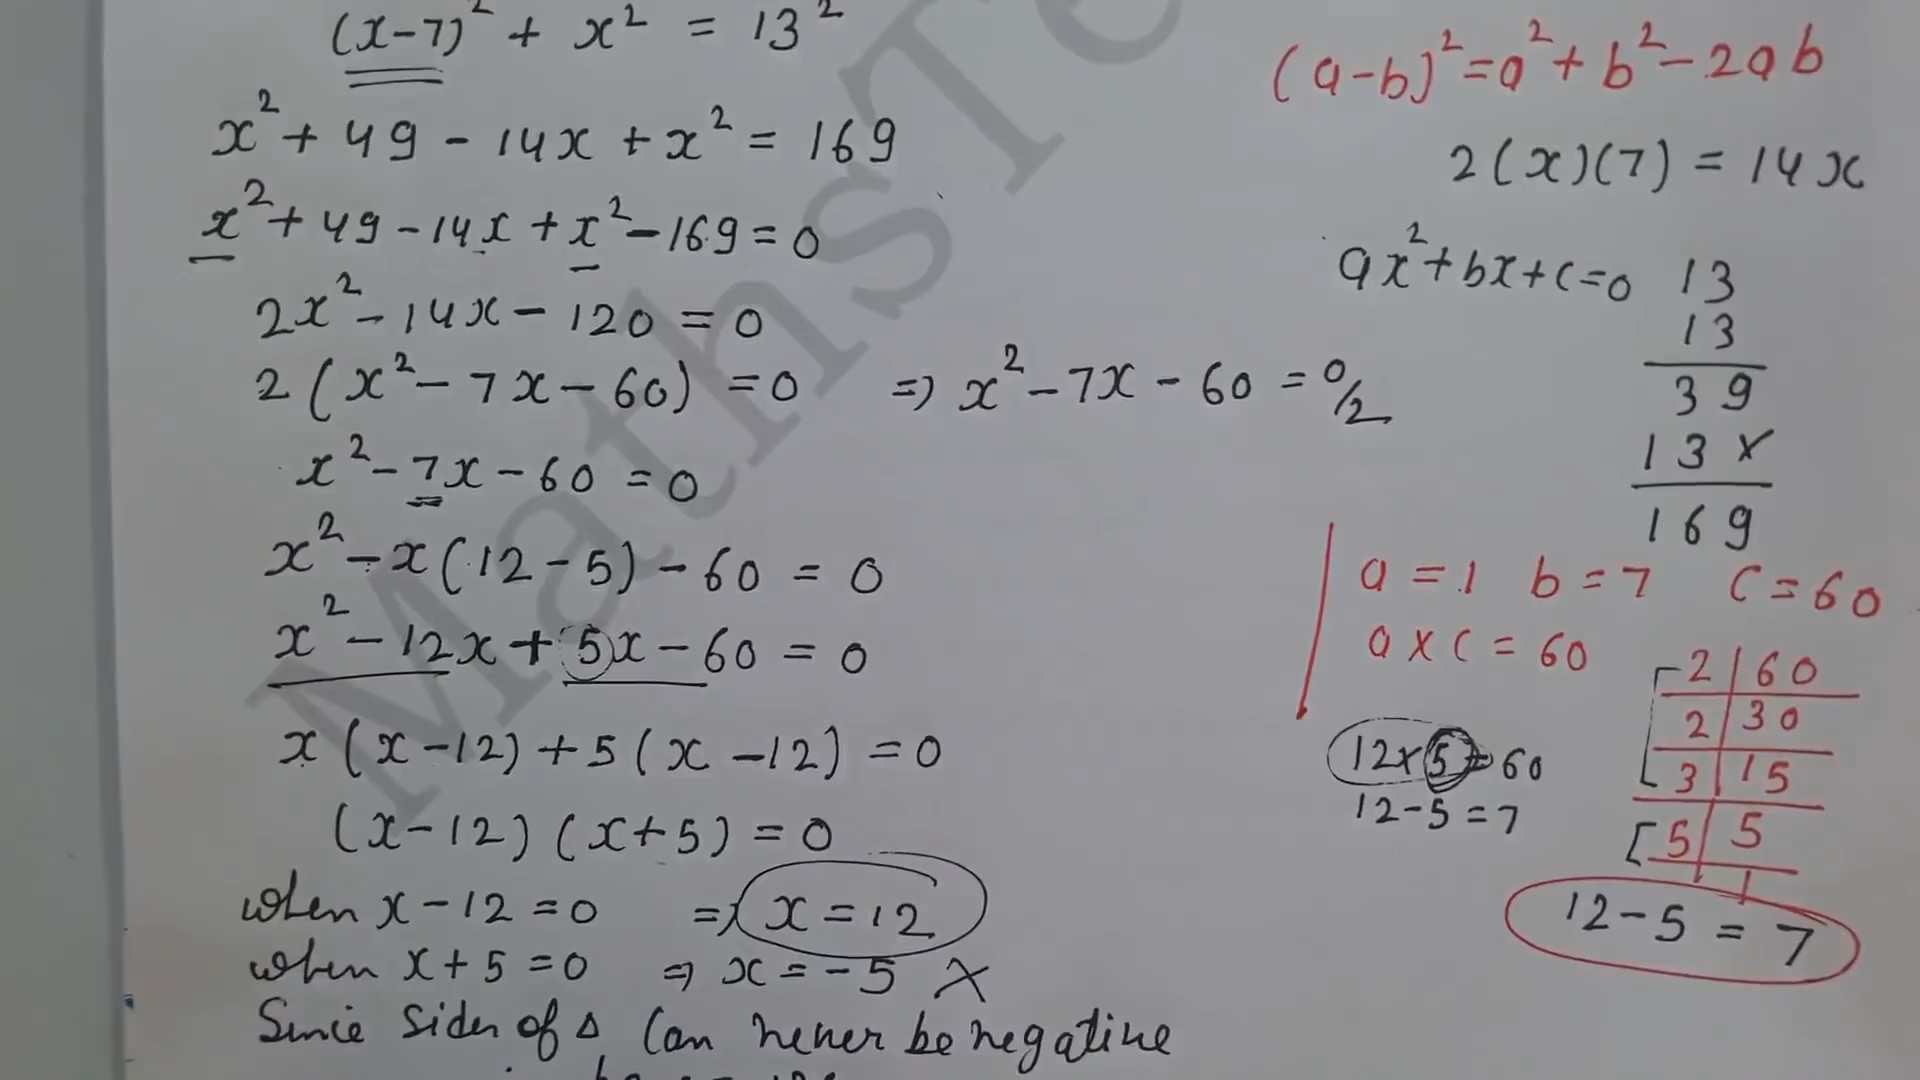 (x-7)² + x² = 13²
x² + 49 - 14x + x² = 169
x² + 49 - 14x + x² - 169 = 0
2x² - 14x - 120 = 0
2(x² - 7x - 60) = 0 => x² - 7x - 60 = 0/2
x² - 7x - 60 = 0
x² - x(12 - 5) - 60 = 0
x² - 12x + 5x - 60 = 0
x(x - 12) + 5(x - 12) = 0
(x - 12)(x + 5) = 0
when x - 12 = 0 => x = 12
when x + 5 = 0 => x = -5 X
Since sides of Δ Can never be negative
(a-b)² = a² + b² - 2ab
2(x)(7) = 14x
ax² + bx + c = 0
13
13
39
13x
169
a = 1 b = 7 c = 60
a x c = 60
2 | 60
2 | 30
3 | 15
5 | 5
1
12 x 5 = 60
12 - 5 = 7
12 - 5 = 7
MathsTe